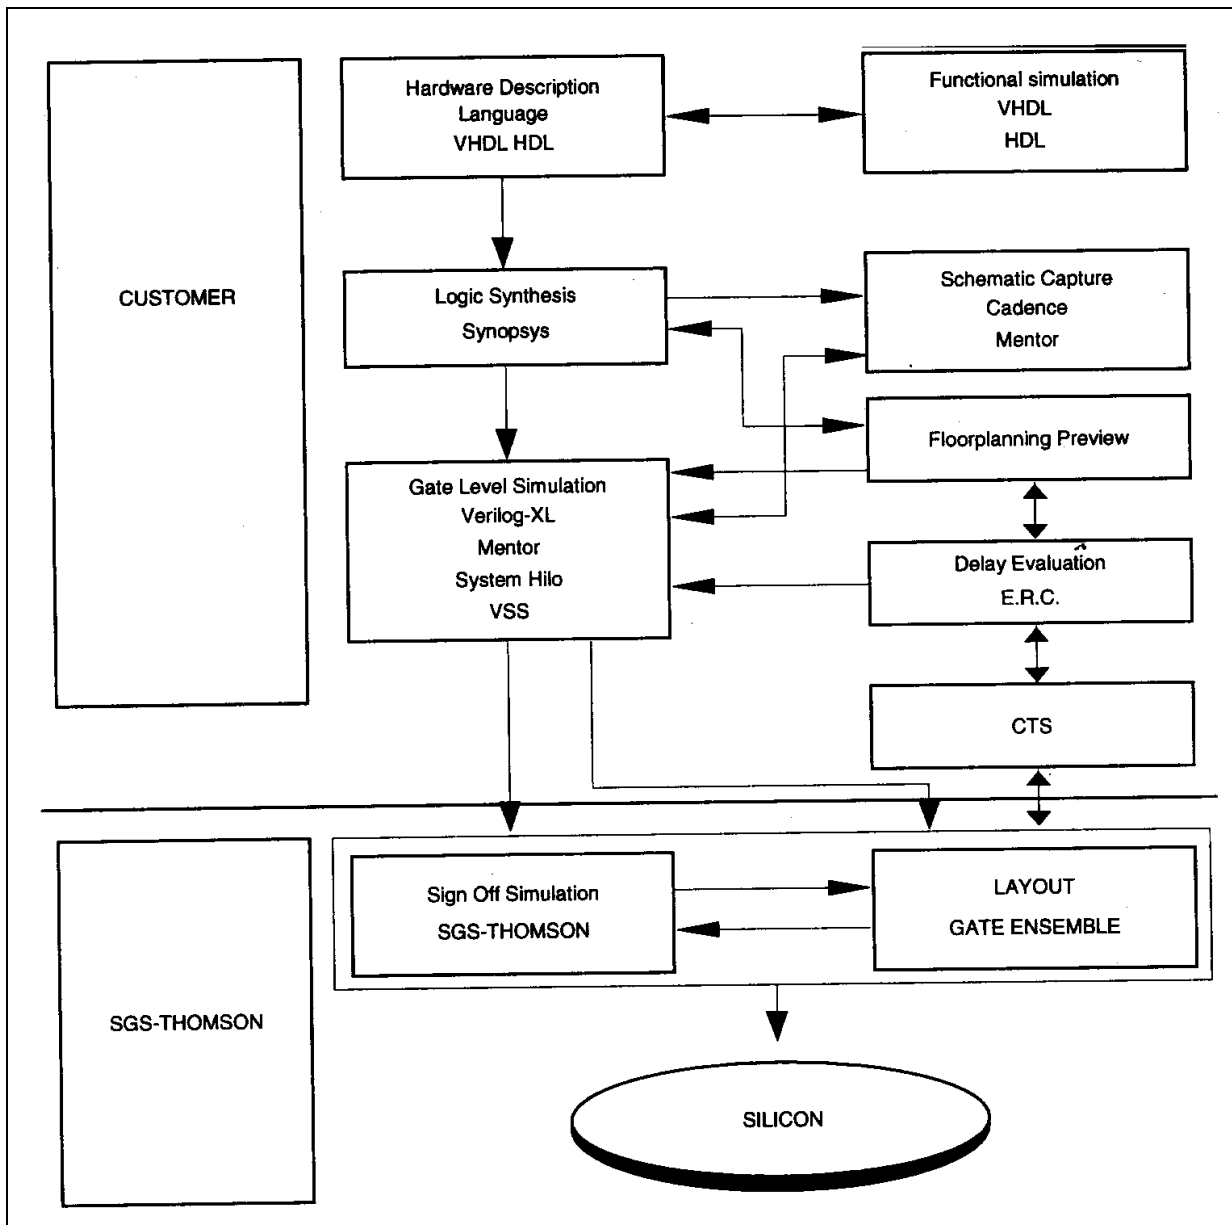 Hardware Description
Language
VHDL HDL
Functional simulation
VHDL
HDL
CUSTOMER
Logic Synthesis
Synopsys
Schematic Capture
Cadence
Mentor
Floorplanning Preview
Gate Level Simulation
Verilog-XL
Mentor
System Hilo
VSS
Delay Evaluation
E.R.C.
CTS
Sign Off Simulation
SGS-THOMSON
LAYOUT
GATE ENSEMBLE
SGS-THOMSON
SILICON